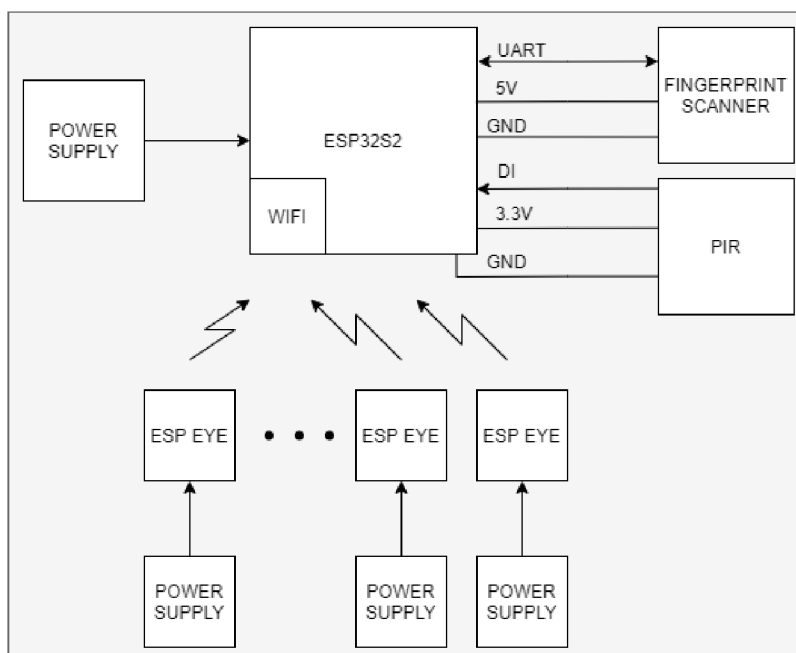 POWER
SUPPLY
ESP32S2
WIFI
UART
5V
GND
DI
3.3V
GND
FINGERPRINT
SCANNER
PIR
ESP EYE
ESP EYE
ESP EYE
POWER
SUPPLY
POWER
SUPPLY
POWER
SUPPLY